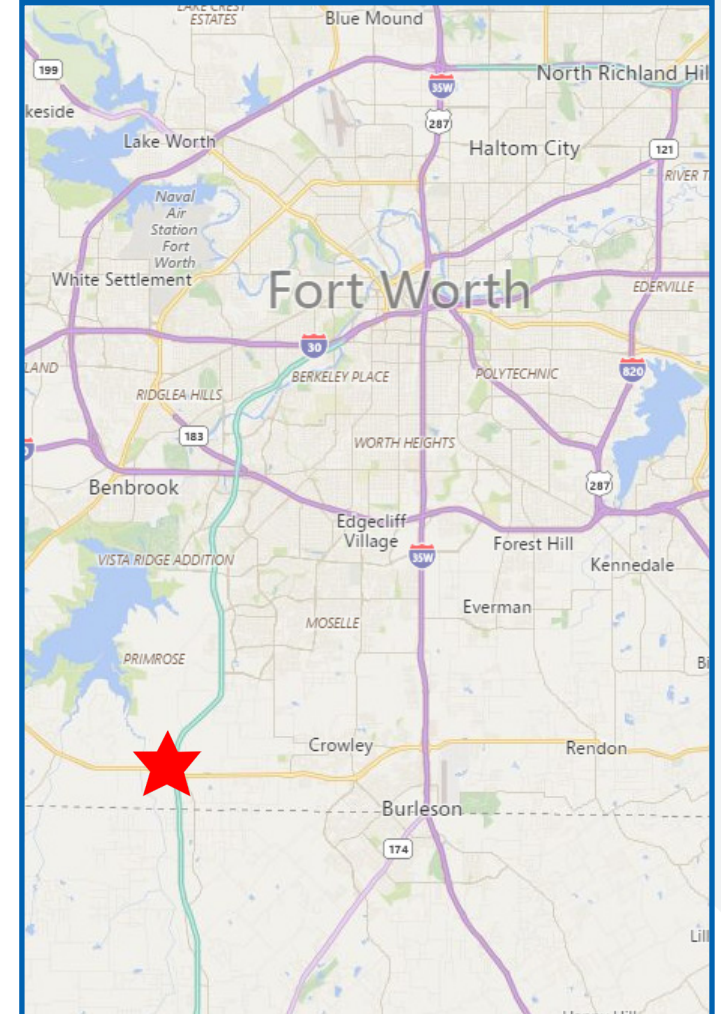 LAKE CREST
ESTATES
Blue Mound
199
35W
North Richland Hil
keside
287
Lake Worth
Haltom City
121
RIVER T
Naval
Air
Station
Fort
Worth
White Settlement
Fort Worth
EDERVILLE
30
LAND
BERKELEY PLACE
POLYTECHNIC
820
RIDGLEA HILLS
183
WORTH HEIGHTS
Benbrook
287
Edgecliff
Village
35W
Forest Hill
VISTA RIDGE ADDITION
Kennedale
Everman
MOSELLE
PRIMROSE
Bi
Crowley
Rendon
Burleson
174
Lill